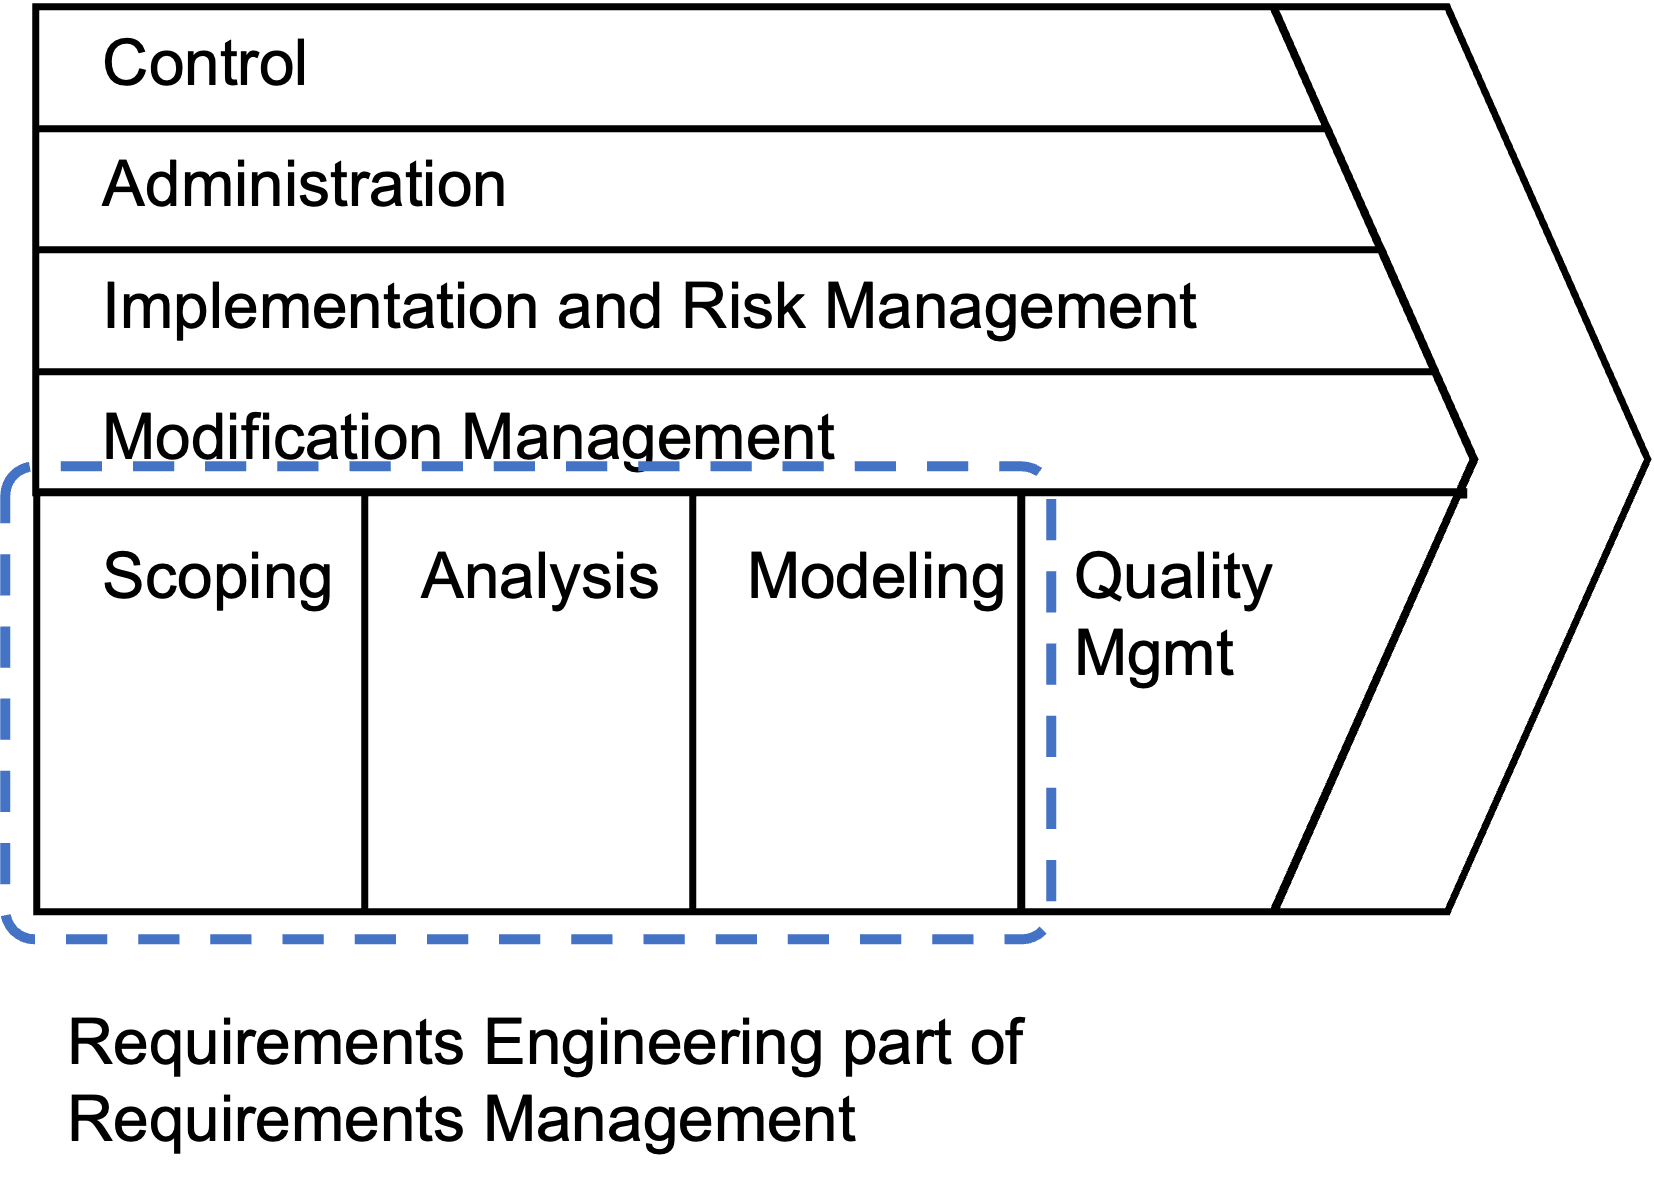 Control
Administration
Implementation and Risk Management
Modification Management
Scoping
Analysis
Modeling
Quality
Mgmt
Requirements Engineering part of
Requirements Management